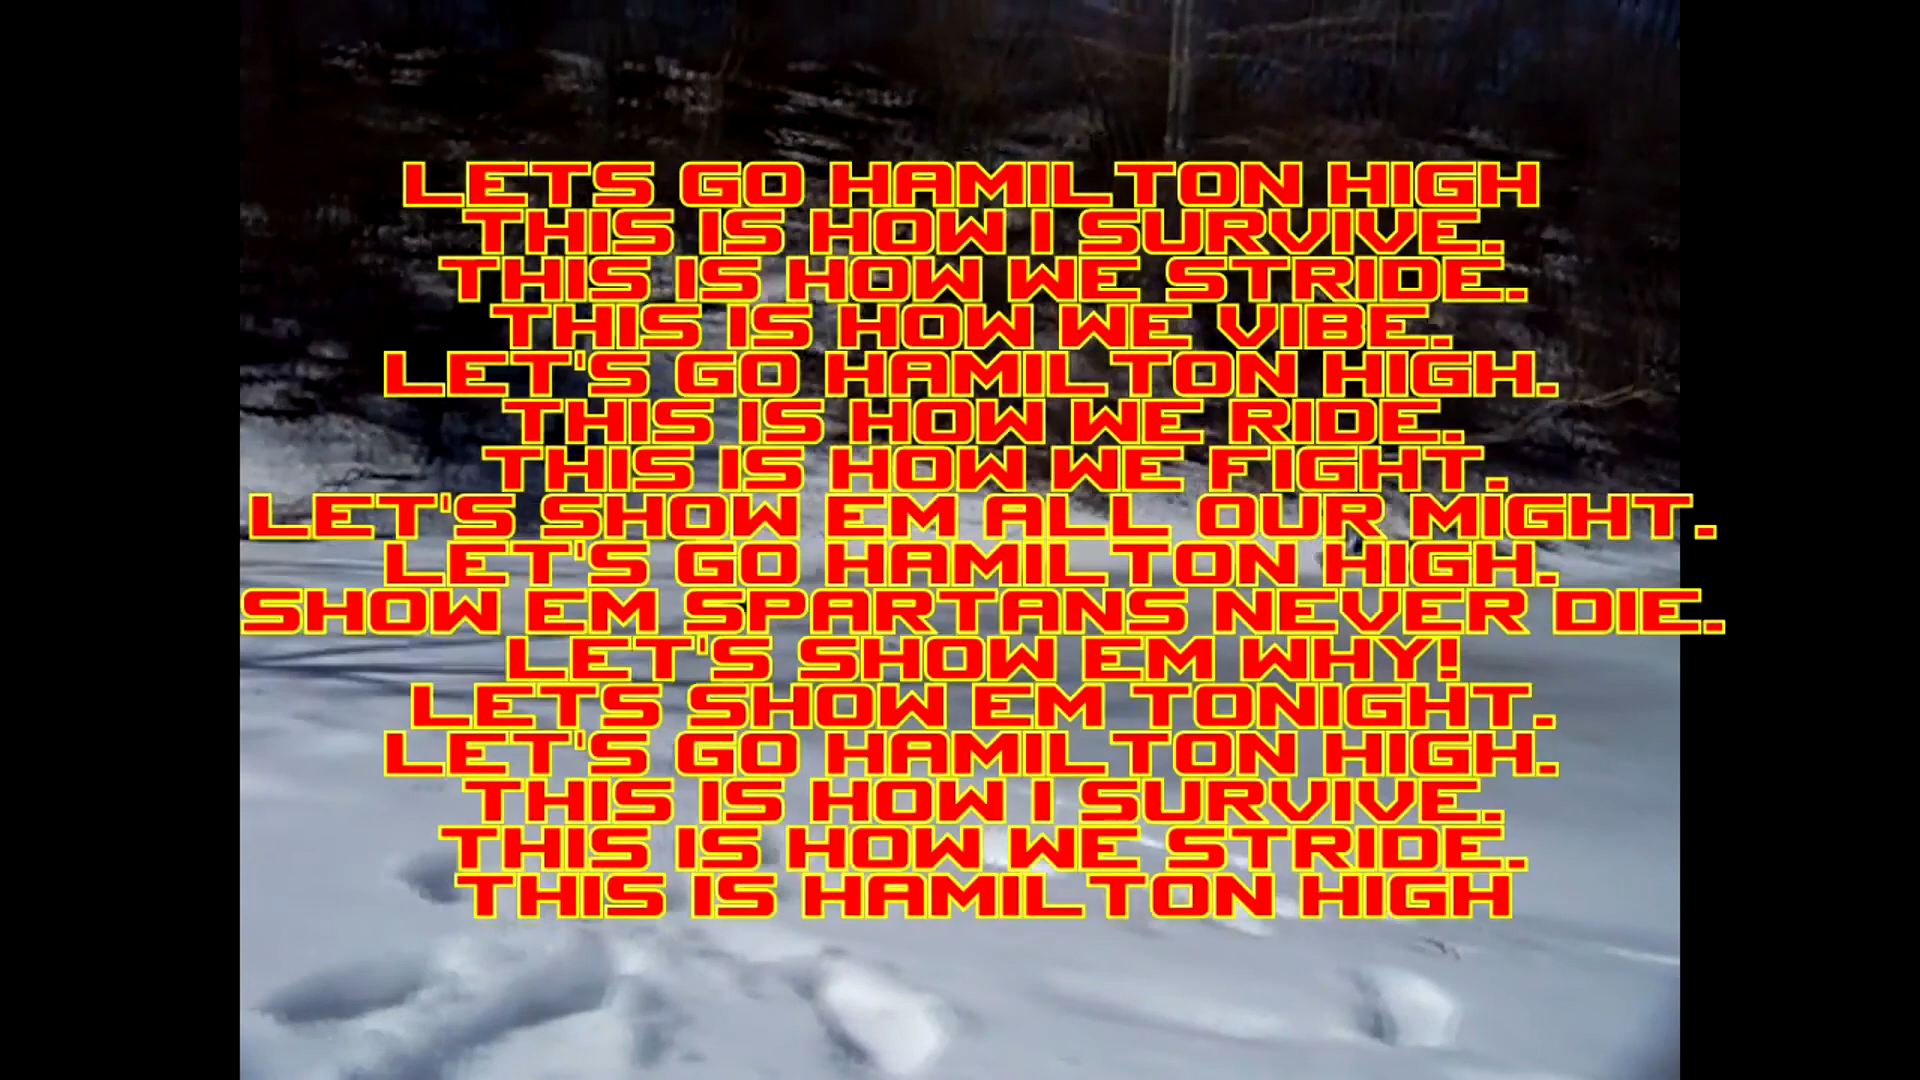 LETS GO HAMILTON HIGH
THIS IS HOW I SURVIVE.
THIS IS HOW WE STRIDE.
THIS IS HOW WE VIBE.
LET'S GO HAMILTON HIGH.
THIS IS HOW WE RIDE.
THIS IS HOW WE FIGHT.
LET'S SHOW EM ALL OUR MIGHT.
LET'S GO HAMILTON HIGH.
SHOW EM SPARTANS NEVER DIE.
LET'S SHOW EM WHY!
LETS SHOW EM TONIGHT.
LET'S GO HAMILTON HIGH.
THIS IS HOW I SURVIVE.
THIS IS HOW WE STRIDE.
THIS IS HAMILTON HIGH